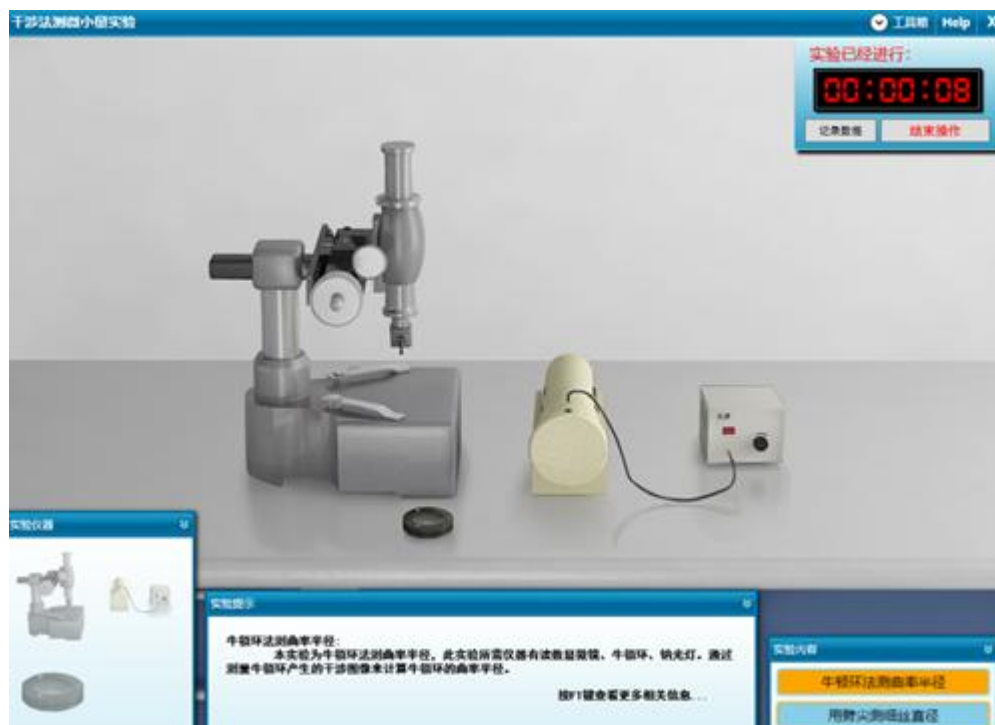 干涉法测微小量实验
工具箱 Help X
实验已经进行：
00:00:08
记录数据 结束操作
实验仪器
实验提示
牛顿环法测曲率半径：
本实验为牛顿环法测曲率半径，此实验所需仪器有读数显微镜、牛顿环、钠光灯。通过
测量牛顿环产生的干涉图像来计算牛顿环的曲率半径。
按F1键查看更多相关信息...
实验内容
牛顿环法测曲率半径
用劈尖测细丝直径